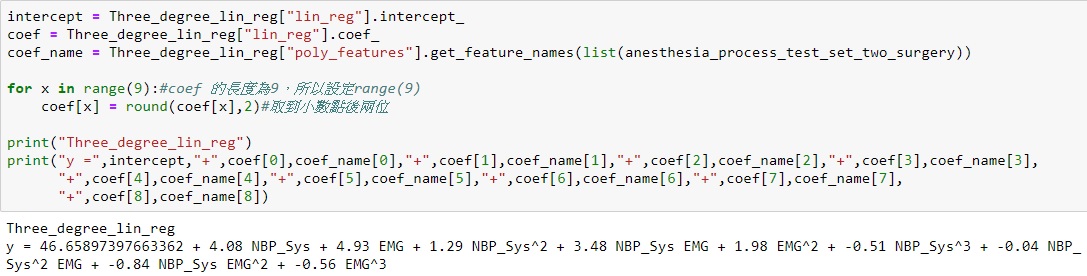 intercept = Three_degree_lin_reg["lin_reg"].intercept_
coef = Three_degree_lin_reg["lin_reg"].coef_
coef_name = Three_degree_lin_reg["poly_features"].get_feature_names(list(anesthesia_process_test_set_two_surgery))

for x in range(9):#coef 的長度為9，所以設定range(9)
    coef[x] = round(coef[x],2)#取到小數點後兩位

print("Three_degree_lin_reg")
print("y =",intercept,"+",coef[0],coef_name[0],"+",coef[1],coef_name[1],"+",coef[2],coef_name[2],"+",coef[3],coef_name[3],
      "+",coef[4],coef_name[4],"+",coef[5],coef_name[5],"+",coef[6],coef_name[6],"+",coef[7],coef_name[7],
      "+",coef[8],coef_name[8])
Three_degree_lin_reg
y = 46.65897397663362 + 4.08 NBP_Sys + 4.93 EMG + 1.29 NBP_Sys^2 + 3.48 NBP_Sys EMG + 1.98 EMG^2 + -0.51 NBP_Sys^3 + -0.04 NBP_
Sys^2 EMG + -0.84 NBP_Sys EMG^2 + -0.56 EMG^3